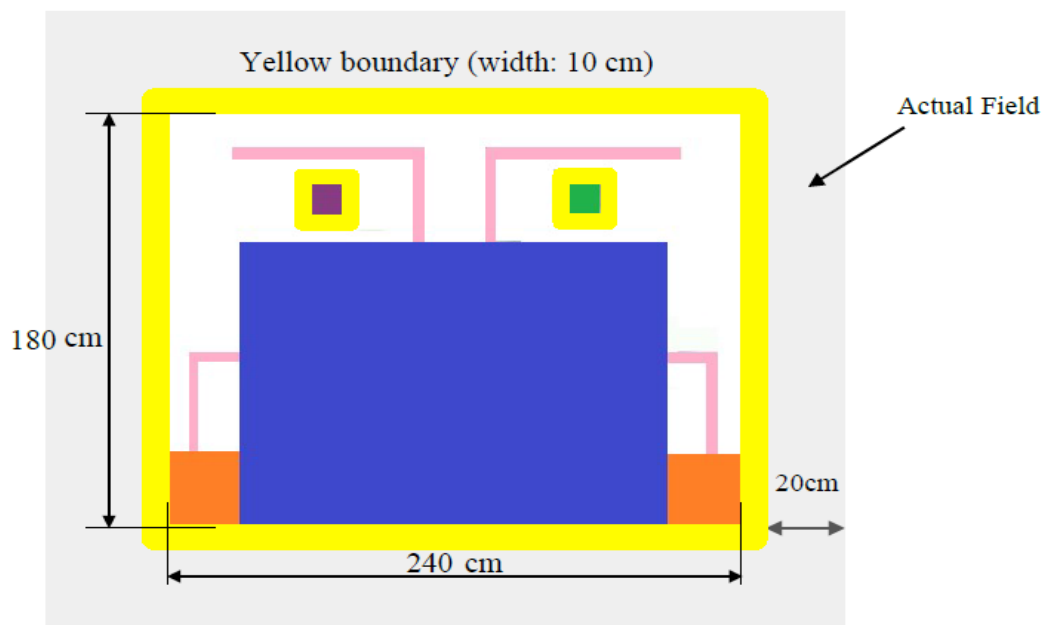 Yellow boundary (width: 10 cm)
Actual Field
180 cm
20cm
240 cm